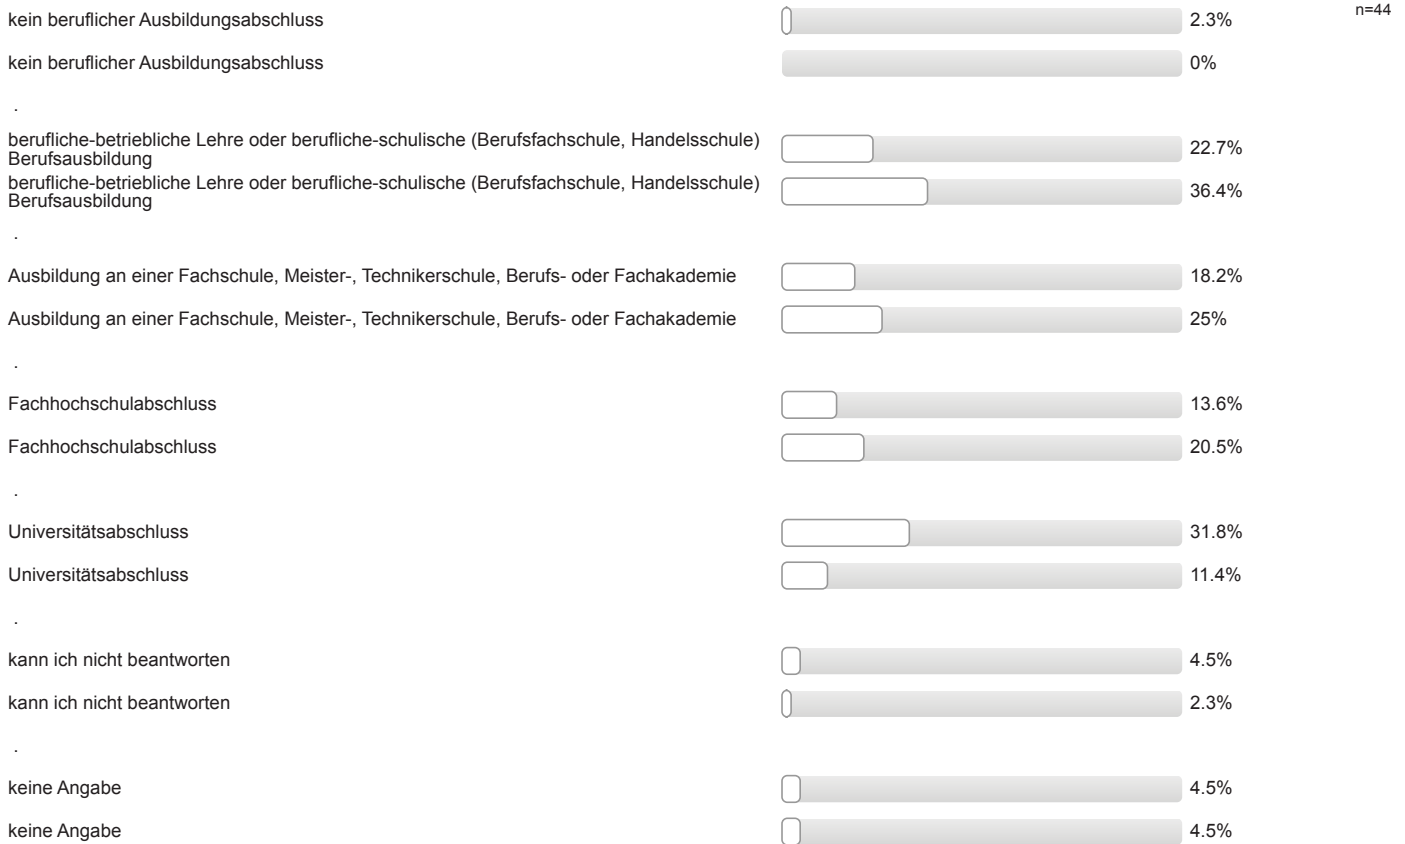 kein beruflicher Ausbildungsabschluss 2.3% n=44
kein beruflicher Ausbildungsabschluss 0%
.
berufliche-betriebliche Lehre oder berufliche-schulische (Berufsfachschule, Handelsschule)
Berufsausbildung 22.7%
berufliche-betriebliche Lehre oder berufliche-schulische (Berufsfachschule, Handelsschule)
Berufsausbildung 36.4%
.
Ausbildung an einer Fachschule, Meister-, Technikerschule, Berufs- oder Fachakademie 18.2%
Ausbildung an einer Fachschule, Meister-, Technikerschule, Berufs- oder Fachakademie 25%
.
Fachhochschulabschluss 13.6%
Fachhochschulabschluss 20.5%
.
Universitätsabschluss 31.8%
Universitätsabschluss 11.4%
.
kann ich nicht beantworten 4.5%
kann ich nicht beantworten 2.3%
.
keine Angabe 4.5%
keine Angabe 4.5%